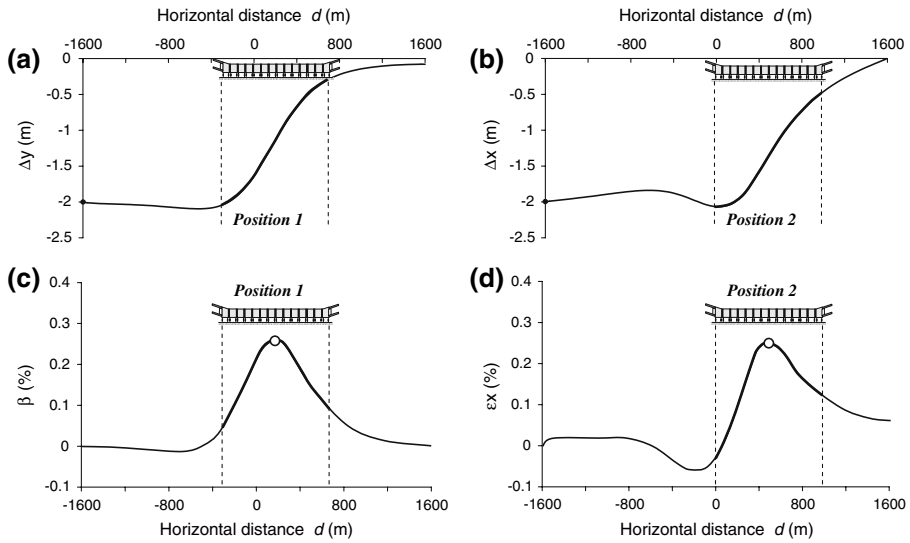 Horizontal distance d (m)
-1600 -800 0 800 1600
(a)
0
-0.5
-1
-1.5
-2
-2.5
Δy (m)
Position 1
Horizontal distance d (m)
-1600 -800 0 800 1600
(b)
0
-0.5
-1
-1.5
-2
-2.5
Δx (m)
Position 2
(c)
0.4
0.3
0.2
0.1
0
-0.1
β (%)
Position 1
-1600 -800 0 800 1600
Horizontal distance d (m)
(d)
0.4
0.3
0.2
0.1
0
-0.1
εx (%)
Position 2
-1600 -800 0 800 1600
Horizontal distance d (m)